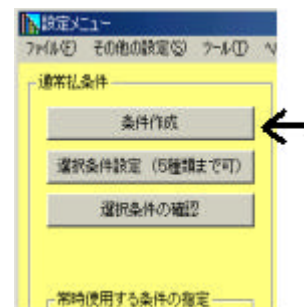 設定メニュー
ファイル(F) その他の設定(S) ツール(T)
通常払条件
条件作成
選択条件設定 (5種類まで可)
選択条件の確認
常時使用する条件の指定